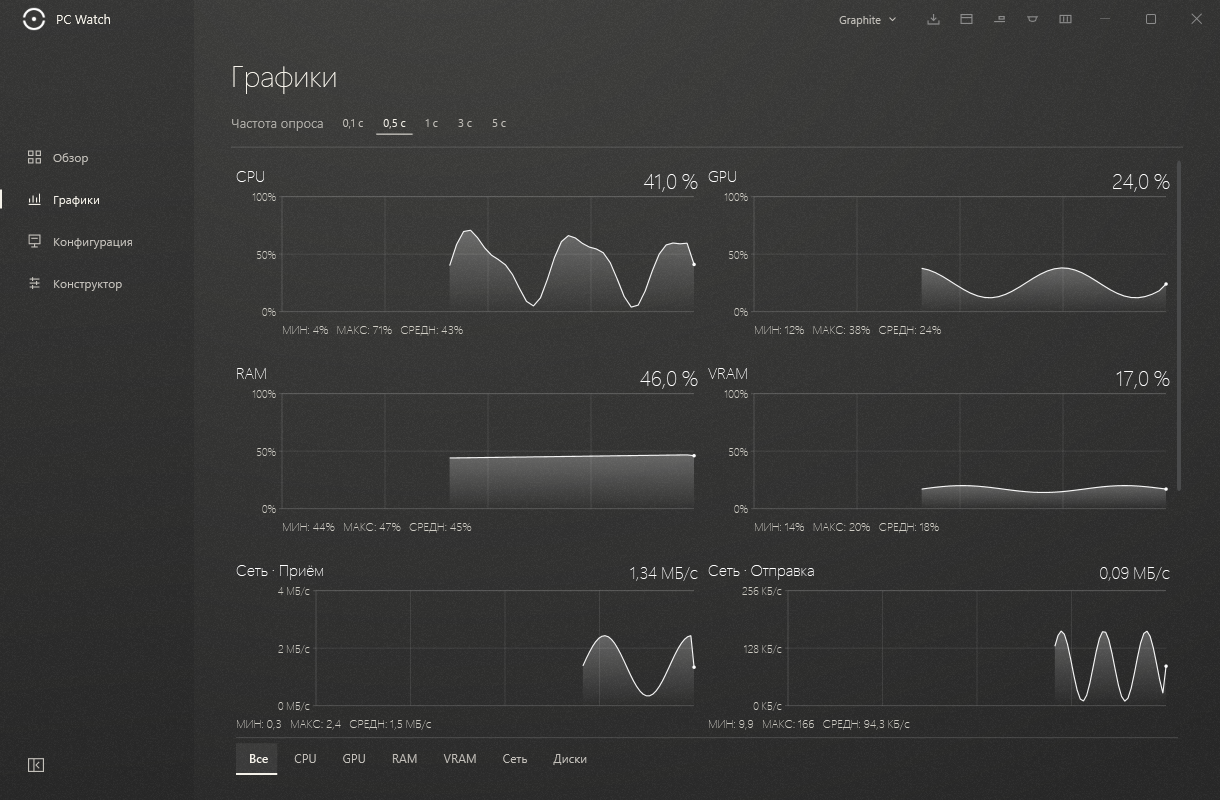 PC Watch
Graphite
Графики
Частота опроса 0,1 с 0,5 с 1 с 3 с 5 с
Обзор
Графики
Конфигурация
Конструктор
CPU 41,0 %
100%
50%
0%
МИН: 4% МАКС: 71% СРЕДН: 43%
GPU 24,0 %
100%
50%
0%
МИН: 12% МАКС: 38% СРЕДН: 24%
RAM 46,0 %
100%
50%
0%
МИН: 44% МАКС: 47% СРЕДН: 45%
VRAM 17,0 %
100%
50%
0%
МИН: 14% МАКС: 20% СРЕДН: 18%
Сеть · Приём 1,34 МБ/с
4 МБ/с
2 МБ/с
0 МБ/с
МИН: 0,3 МАКС: 2,4 СРЕДН: 1,5 МБ/с
Сеть · Отправка 0,09 МБ/с
256 КБ/с
128 КБ/с
0 КБ/с
МИН: 9,9 МАКС: 166 СРЕДН: 94,3 КБ/с
Все CPU GPU RAM VRAM Сеть Диски